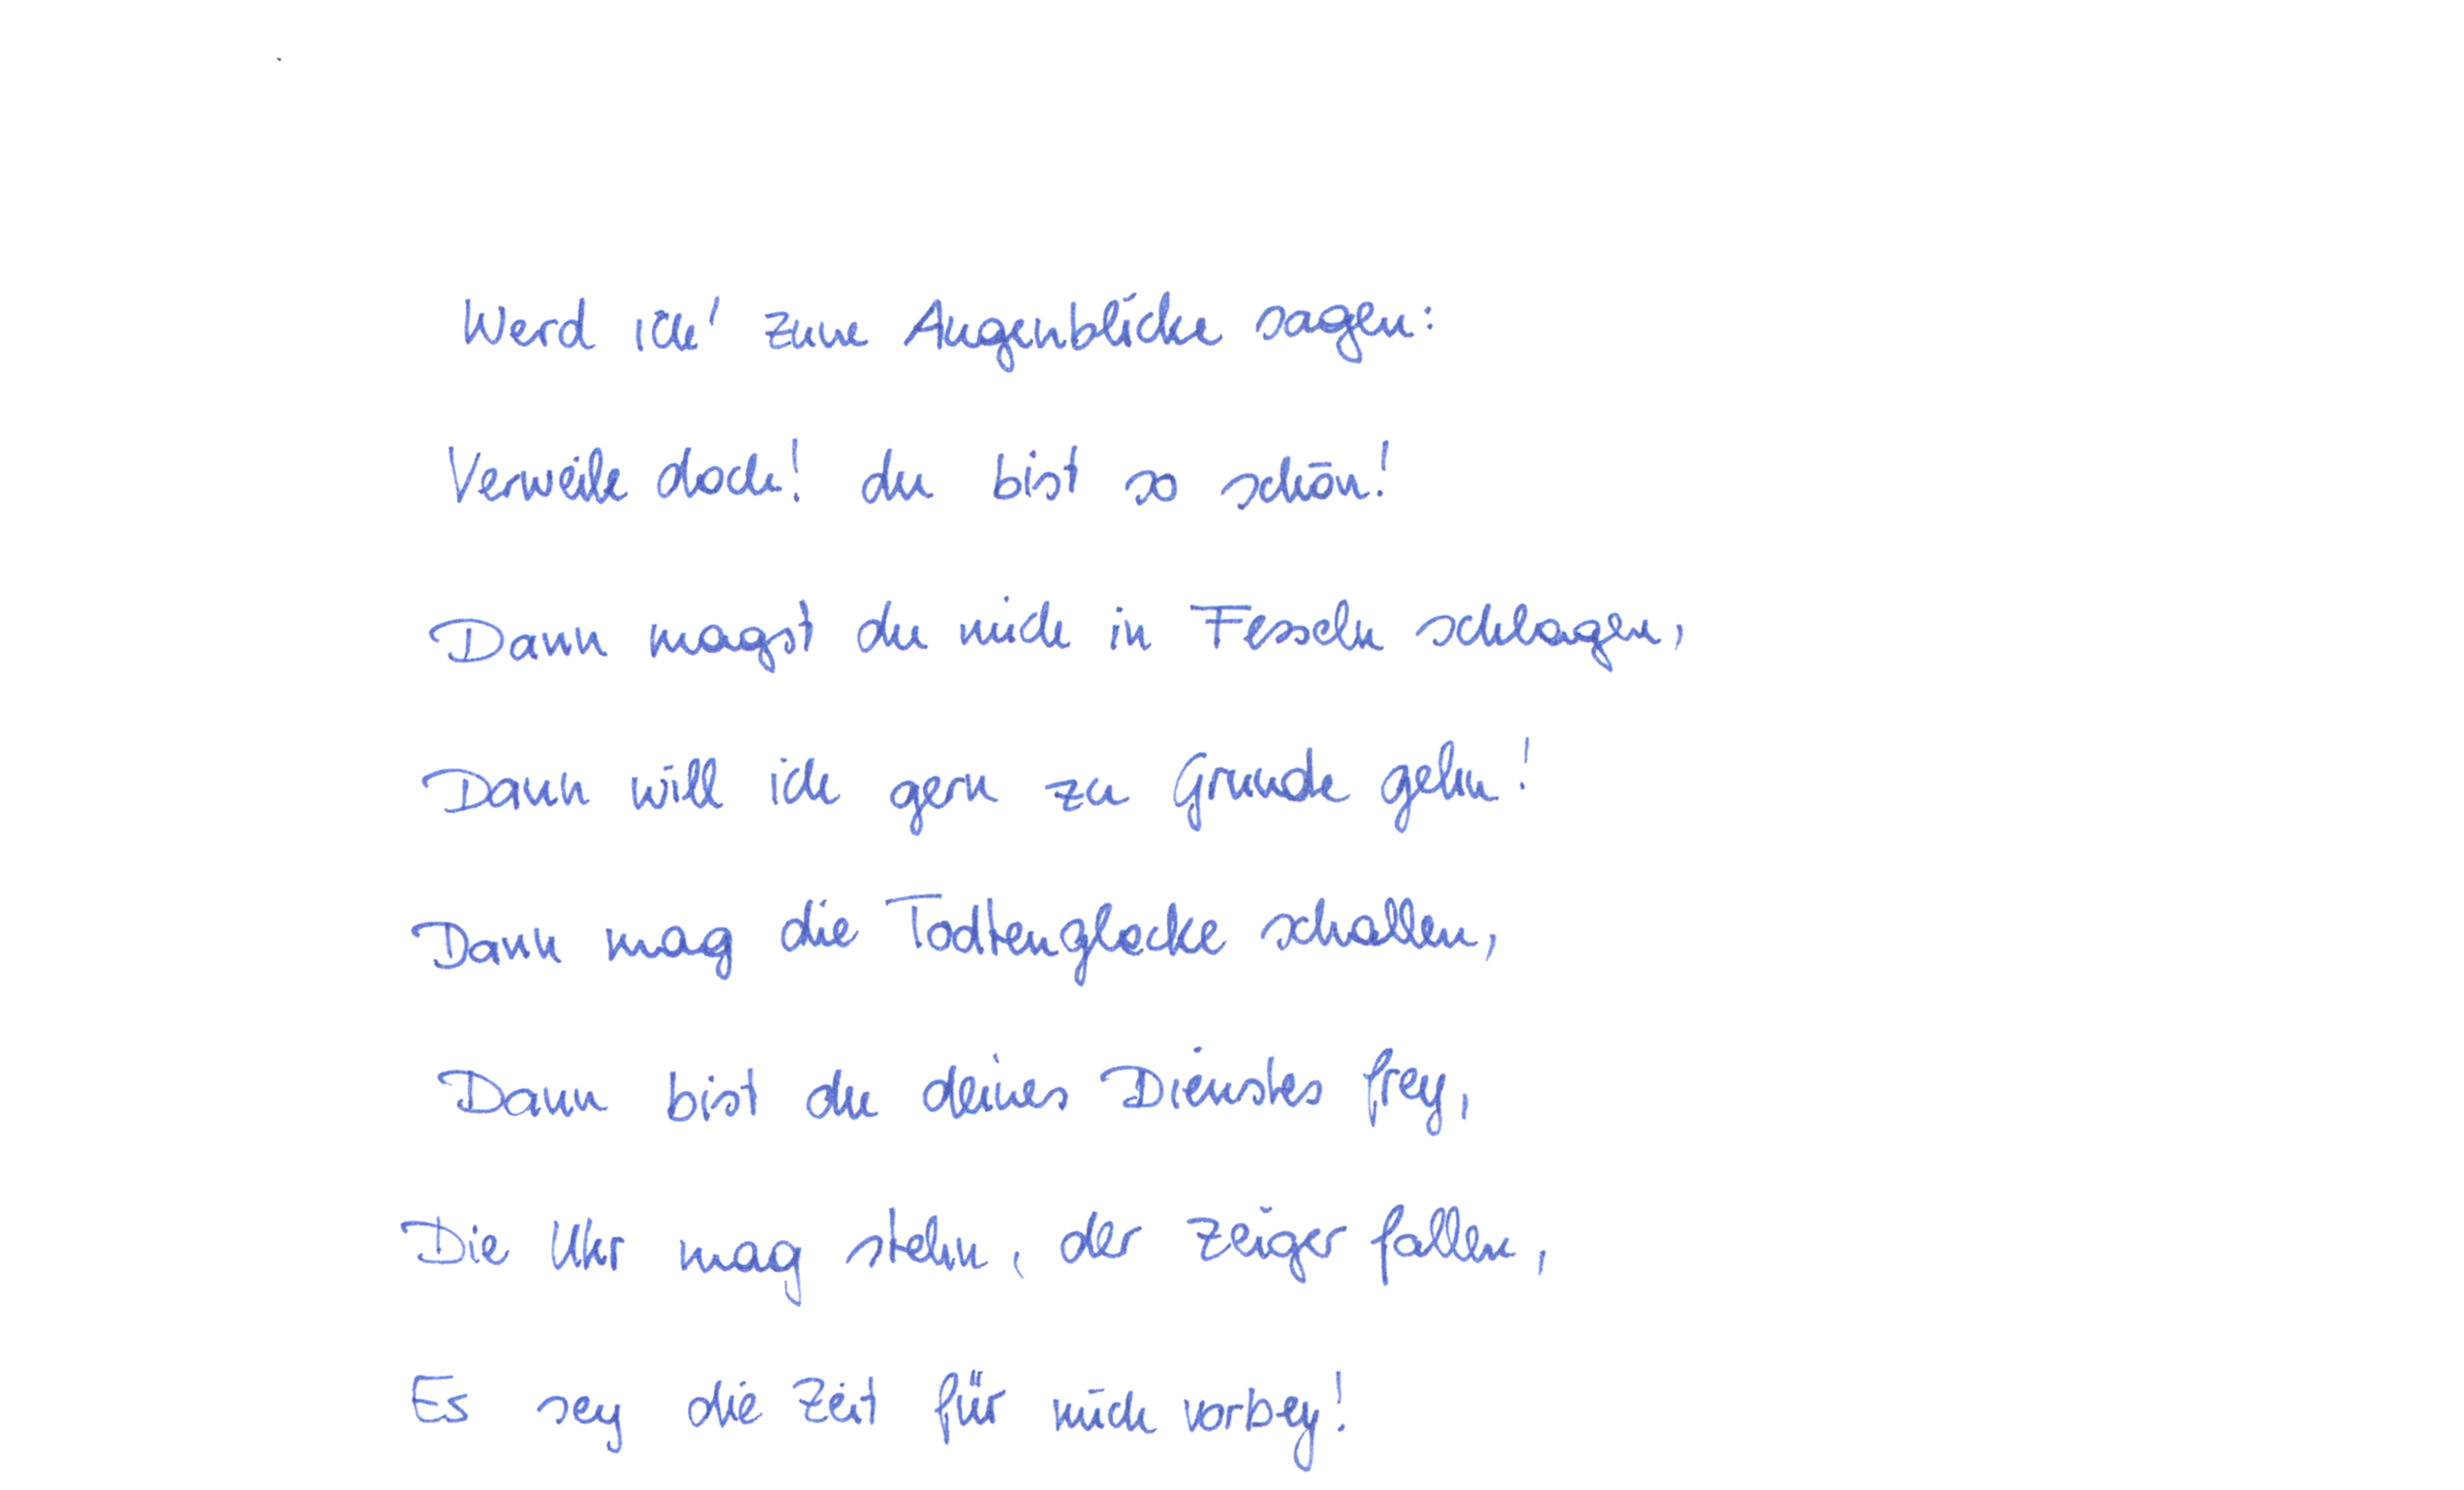 Werd ich' zum Augenblicke sagen:
Verweile doch! du bist so schön!
Dann magst du mich in Fesseln schlagen,
Dann will ich gern zu Grunde gehn!
Dann mag die Todtenglocke schallen,
Dann bist du deines Dienstes frey,
Die Uhr mag stehn, der Zeiger fallen,
Es sey die Zeit für mich vorbey!